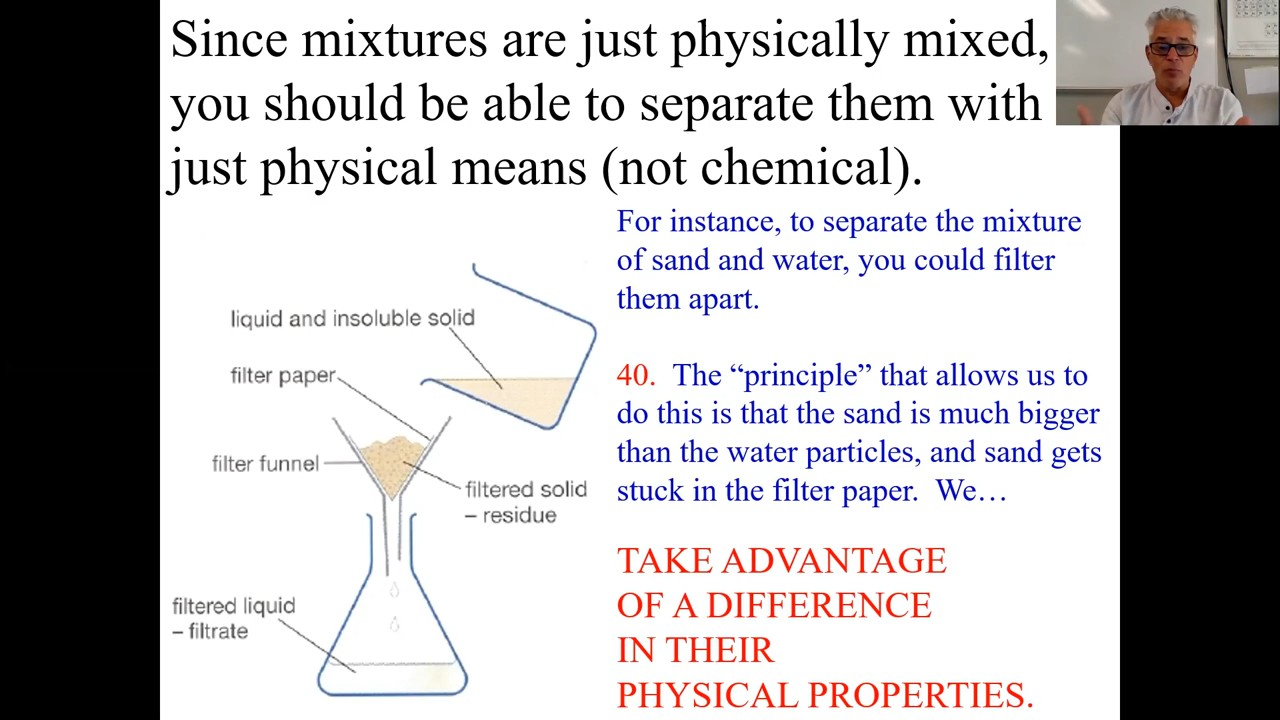 Since mixtures are just physically mixed,
you should be able to separate them with
just physical means (not chemical).
For instance, to separate the mixture
of sand and water, you could filter
them apart.
40. The “principle” that allows us to
do this is that the sand is much bigger
than the water particles, and sand gets
stuck in the filter paper. We…
TAKE ADVANTAGE
OF A DIFFERENCE
IN THEIR
PHYSICAL PROPERTIES.
liquid and insoluble solid
filter paper
filter funnel
filtered solid
– residue
filtered liquid
– filtrate